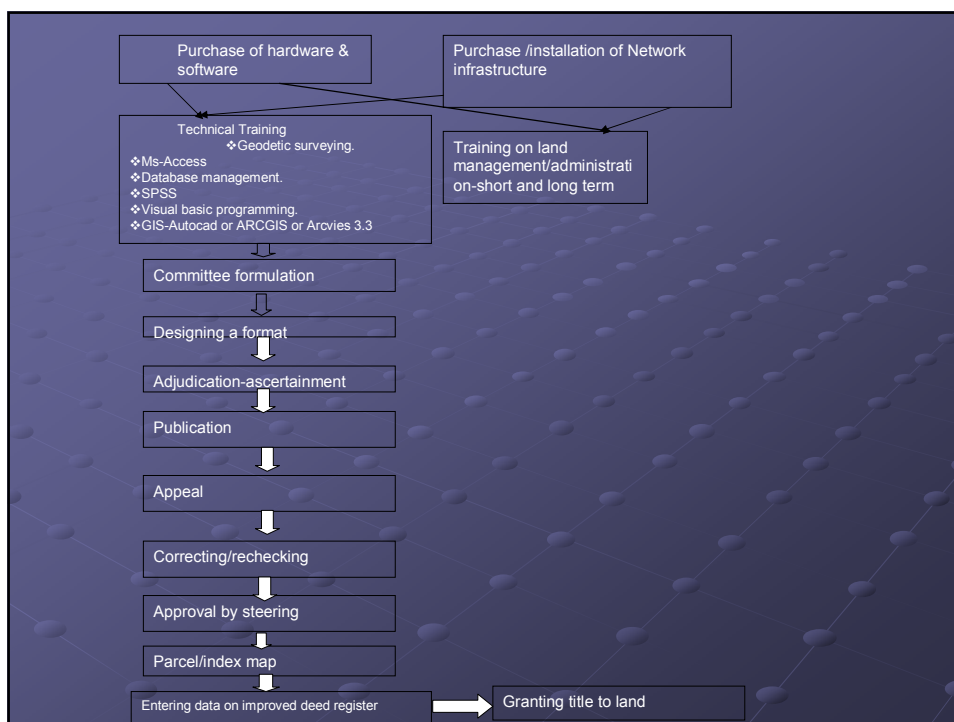 Purchase of hardware &
software
Purchase /installation of Network
infrastructure
Technical Training
❖Geodetic surveying.
❖Ms-Access
❖Database management.
❖SPSS
❖Visual basic programming.
❖GIS-Autocad or ARCGIS or Arcvies 3.3
Training on land
management/administrati
on-short and long term
Committee formulation
Designing a format
Adjudication-ascertainment
Publication
Appeal
Correcting/rechecking
Approval by steering
Parcel/index map
Entering data on improved deed register
Granting title to land